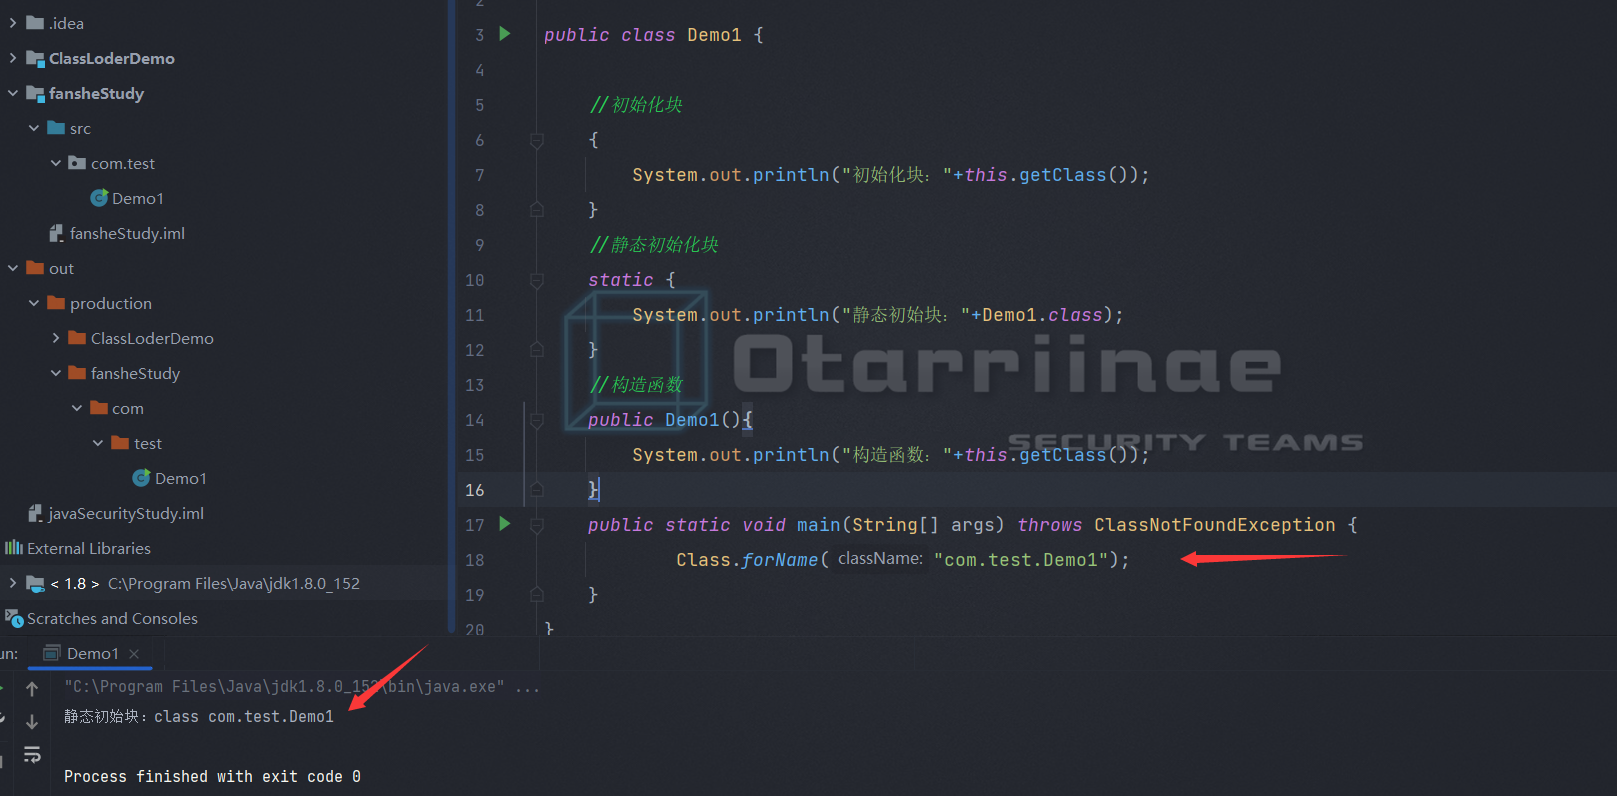 .idea
ClassLoderDemo
fansheStudy
src
com.test
Demo1
fansheStudy.iml
out
production
ClassLoderDemo
fansheStudy
com
test
Demo1
javaSecurityStudy.iml
External Libraries
< 1.8 > C:\Program Files\Java\jdk1.8.0_152
Scratches and Consoles
2
3 public class Demo1 {
4
5 //初始化块
6 {
7 System.out.println("初始化块："+this.getClass());
8 }
9 //静态初始化块
10 static {
11 System.out.println("静态初始块："+Demo1.class);
12 }
13 //构造函数
14 public Demo1(){
15 System.out.println("构造函数："+this.getClass());
16 }
17 public static void main(String[] args) throws ClassNotFoundException {
18 Class.forName( className: "com.test.Demo1");
19 }
20 }
Otarriinae
SECURITY TEAMS
un: Demo1
"C:\Program Files\Java\jdk1.8.0_152\bin\java.exe" ...
静态初始块：class com.test.Demo1
Process finished with exit code 0